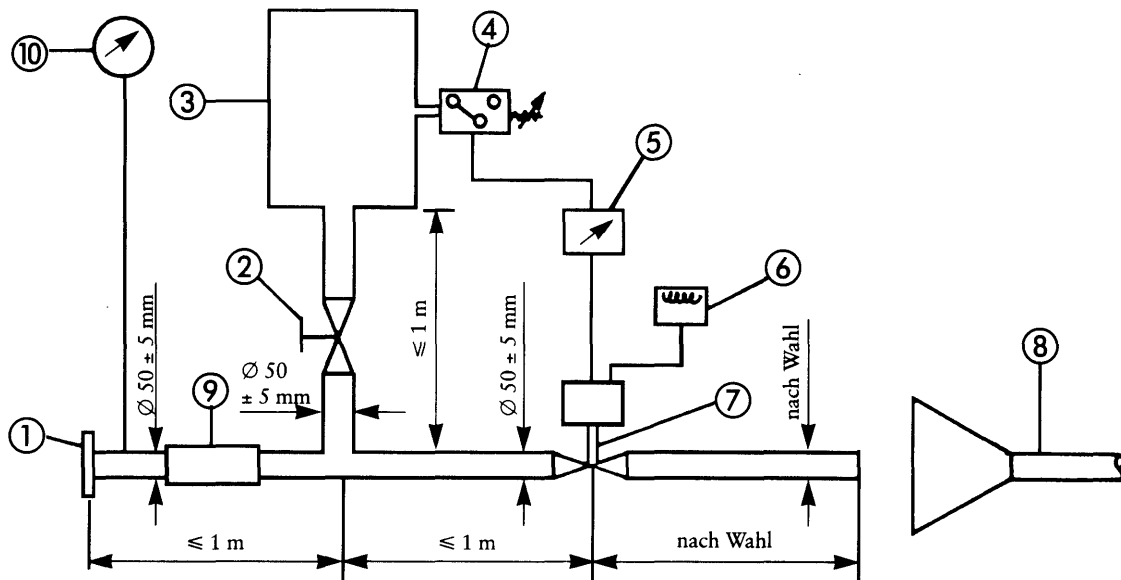 10
4
3
5
2
6
≤ 1 m
Ø 50 ± 5 mm
Ø 50
± 5 mm
Ø 50 ± 5 mm
nach Wahl
8
9
7
1
≤ 1 m
≤ 1 m
nach Wahl